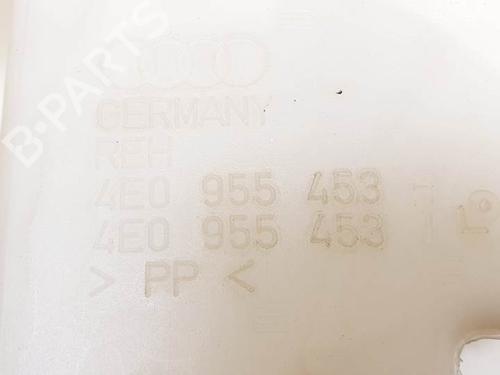 B-PARTS
GERMANY
REH
4E0 955 453
4E0 955 453
> PP <